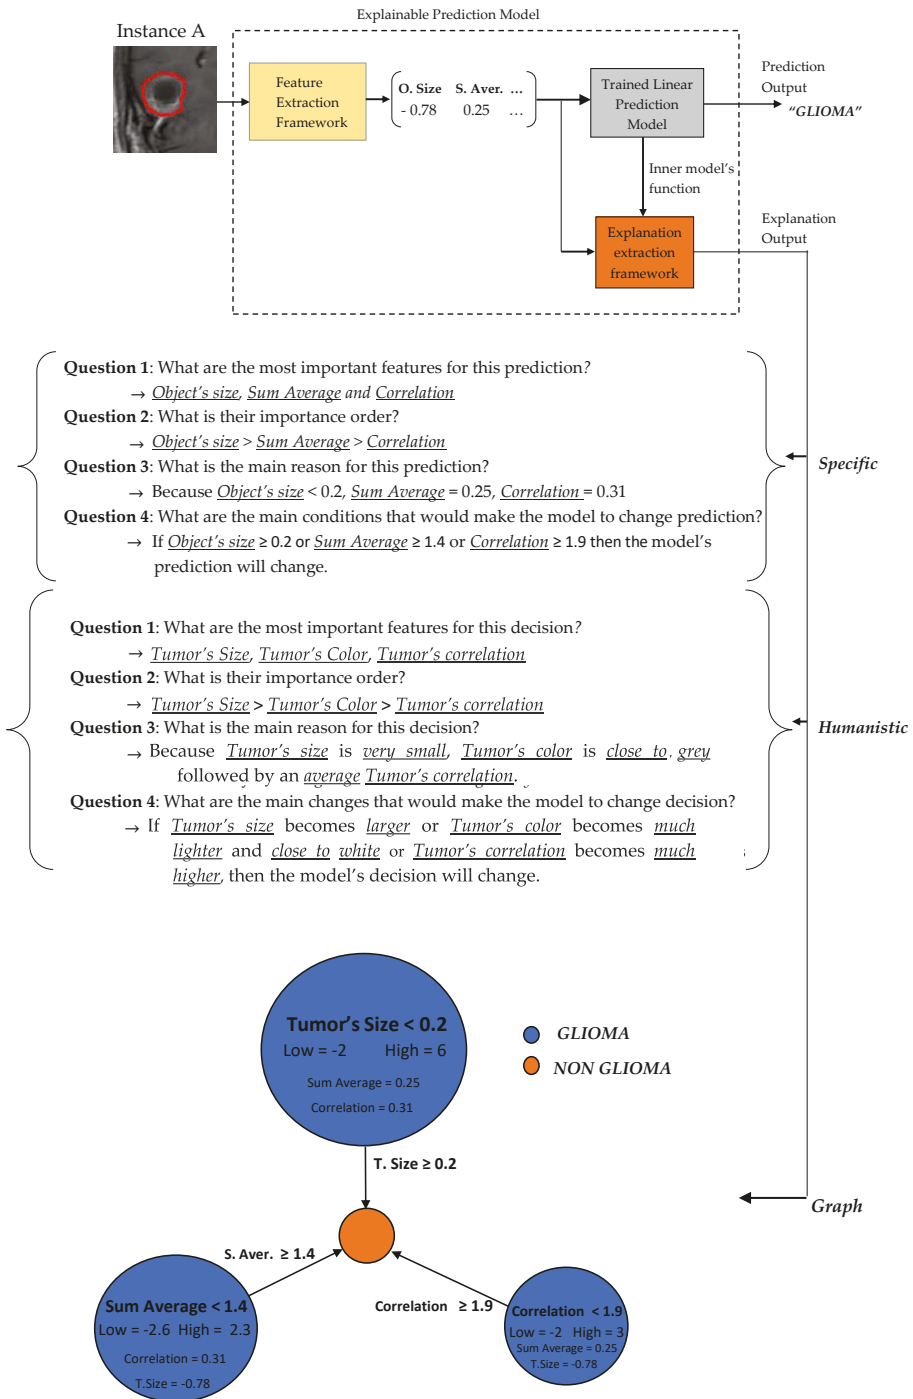 Explainable Prediction Model
Instance A
Feature
Extraction
Framework
O. Size S. Aver. ...
- 0.78 0.25 ...
Trained Linear
Prediction
Model
Prediction
Output
“GLIOMA”
Inner model's
function
Explanation
extraction
framework
Explanation
Output
Question 1: What are the most important features for this prediction?
→ Object's size, Sum Average and Correlation
Question 2: What is their importance order?
→ Object's size > Sum Average > Correlation
Question 3: What is the main reason for this prediction?
→ Because Object's size < 0.2, Sum Average = 0.25, Correlation = 0.31
Question 4: What are the main conditions that would make the model to change prediction?
→ If Object's size ≥ 0.2 or Sum Average ≥ 1.4 or Correlation ≥ 1.9 then the model's
prediction will change.
Specific
Question 1: What are the most important features for this decision?
→ Tumor's Size, Tumor's Color, Tumor's correlation
Question 2: What is their importance order?
→ Tumor's Size > Tumor's Color > Tumor's correlation
Question 3: What is the main reason for this decision?
→ Because Tumor's size is very small, Tumor's color is close to grey
followed by an average Tumor's correlation.
Question 4: What are the main changes that would make the model to change decision?
→ If Tumor's size becomes larger or Tumor's color becomes much
lighter and close to white or Tumor's correlation becomes much
higher, then the model's decision will change.
Humanistic
Tumor's Size < 0.2
Low = -2 High = 6
Sum Average = 0.25
Correlation = 0.31
GLIOMA
NON GLIOMA
T. Size ≥ 0.2
Graph
S. Aver. ≥ 1.4
Correlation ≥ 1.9
Sum Average < 1.4
Low = -2.6 High = 2.3
Correlation = 0.31
T.Size = -0.78
Correlation < 1.9
Low = -2 High = 3
Sum Average = 0.25
T.Size = -0.78